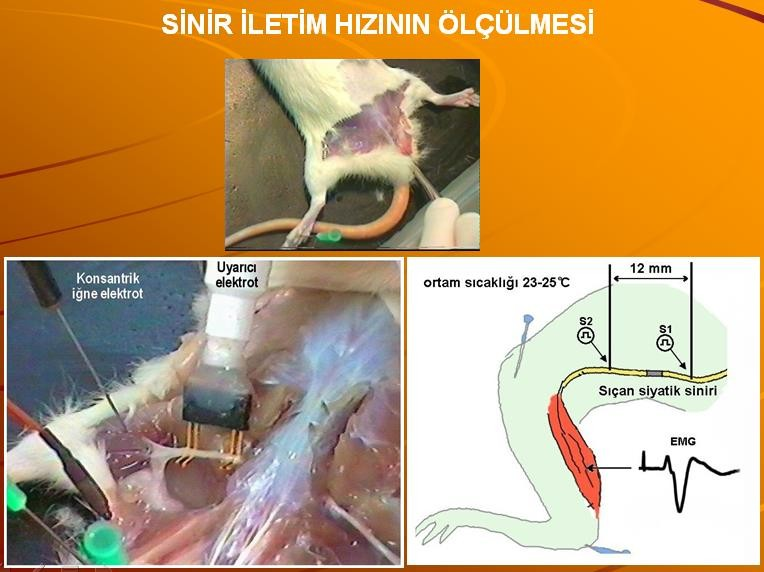 SİNİR İLETİM HIZININ ÖLÇÜLMESİ
Konsantrik
iğne elektrot
Uyarıcı
elektrot
ortam sıcaklığı 23-25°C
12 mm
S2
S1
Sıçan siyatik siniri
EMG